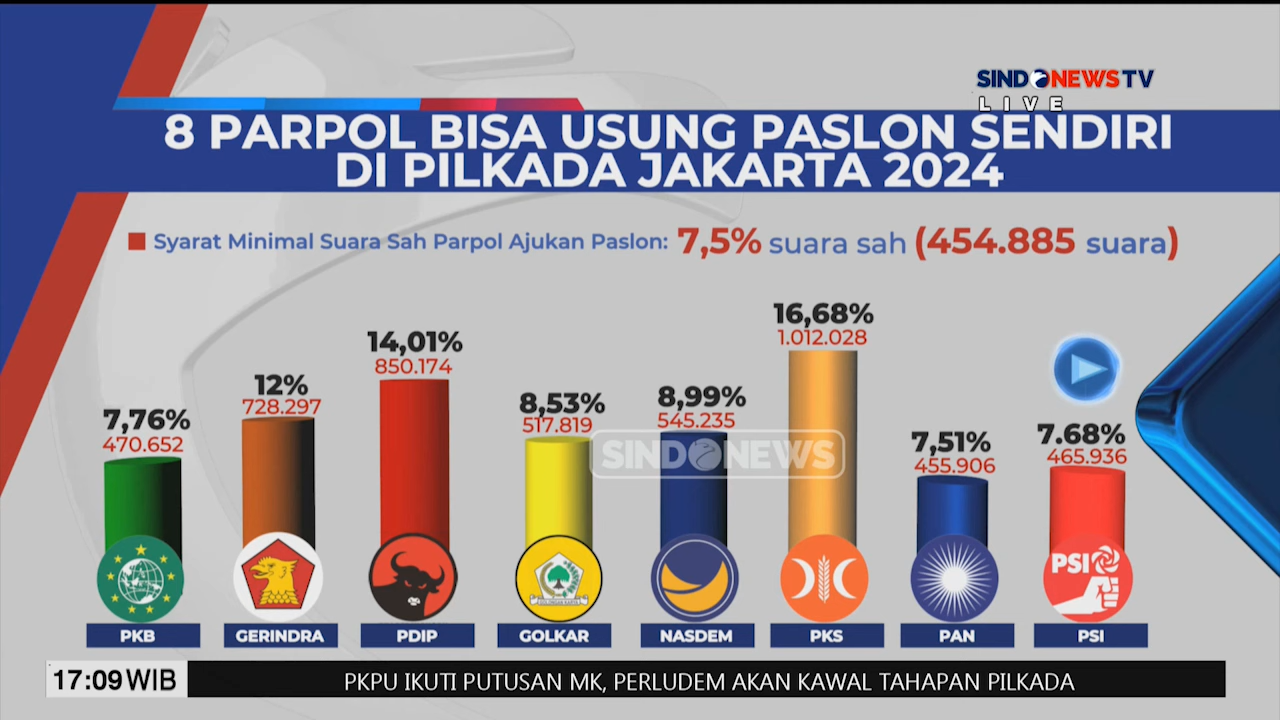 SINDONEWS TV
LIVE
8 PARPOL BISA USUNG PASLON SENDIRI
DI PILKADA JAKARTA 2024
Syarat Minimal Suara Sah Parpol Ajukan Paslon: 7,5% suara sah (454.885 suara)
7,76%
470.652
12%
728.297
14,01%
850.174
8,53%
517.819
8,99%
545.235
16,68%
1.012.028
7,51%
455.906
7.68%
465.936
SINDONEWS
PSI
PKB
GERINDRA
PDIP
GOLKAR
NASDEM
PKS
PAN
PSI
17:09 WIB
PKPU IKUTI PUTUSAN MK, PERLUDEM AKAN KAWAL TAHAPAN PILKADA